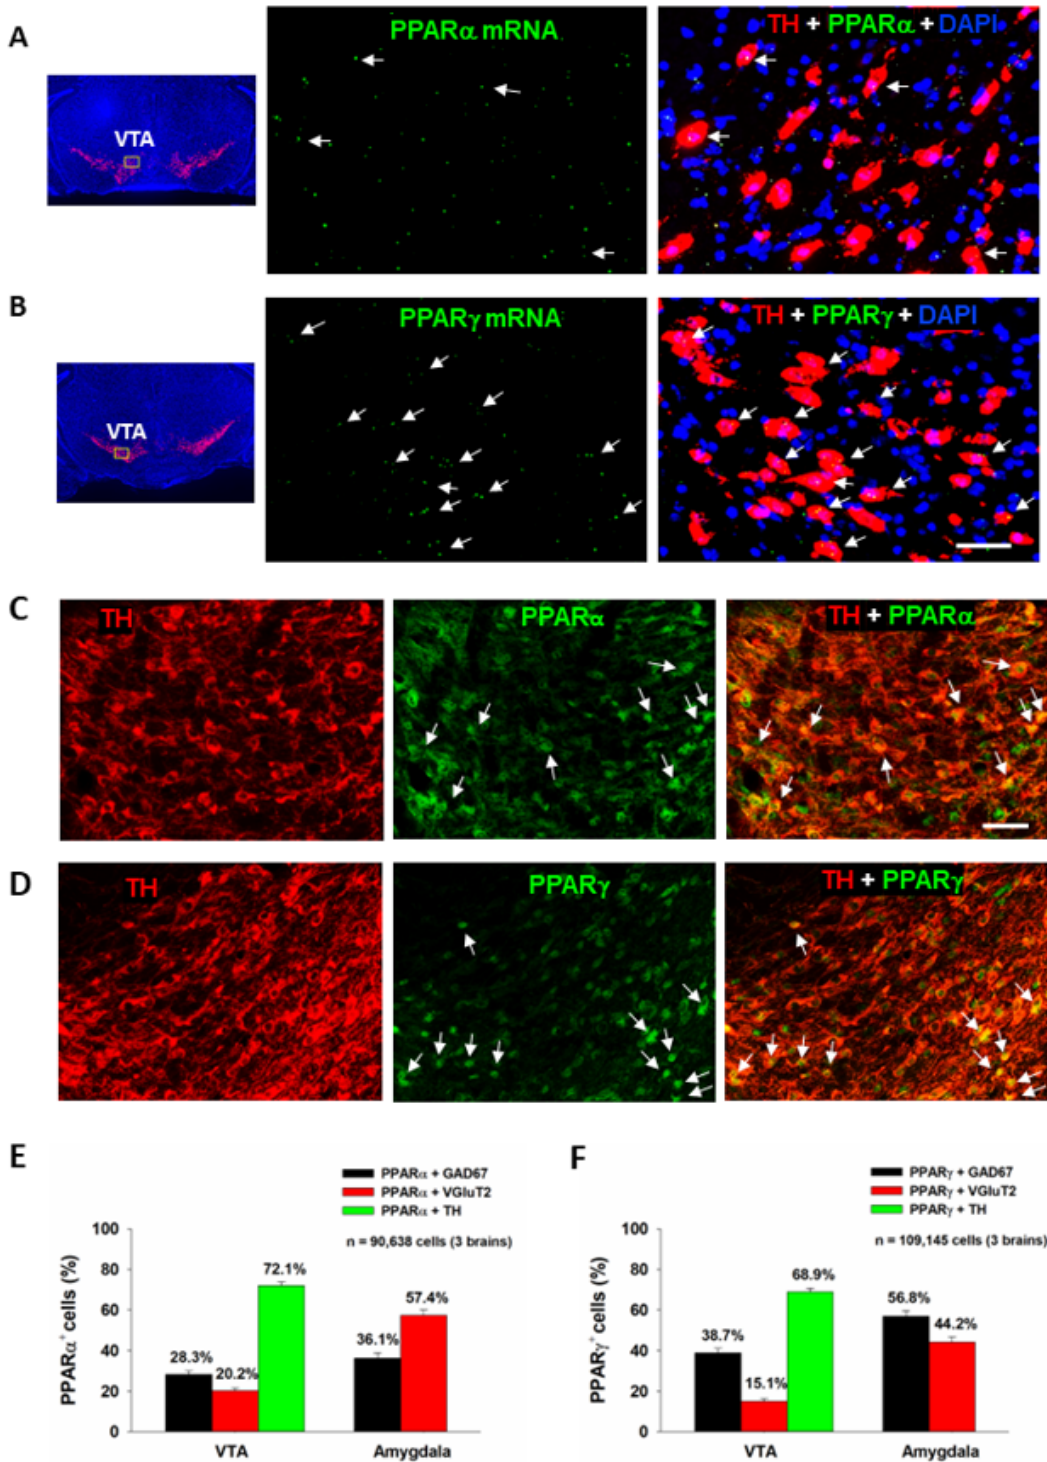 A
PPARα mRNA
TH + PPARα + DAPI
VTA
B
PPARγ mRNA
TH + PPARγ + DAPI
VTA
C
TH
PPARα
TH + PPARα
D
TH
PPARγ
TH + PPARγ
E
PPARα + GAD67
PPARα + VGluT2
PPARα + TH
n = 90,638 cells (3 brains)
PPARα⁺ cells (%)
100
80
60
40
20
0
28.3%
20.2%
72.1%
36.1%
57.4%
VTA
Amygdala
F
PPARγ + GAD67
PPARγ + VGluT2
PPARγ + TH
n = 109,145 cells (3 brains)
PPARγ⁺ cells (%)
100
80
60
40
20
0
38.7%
15.1%
68.9%
56.8%
44.2%
VTA
Amygdala